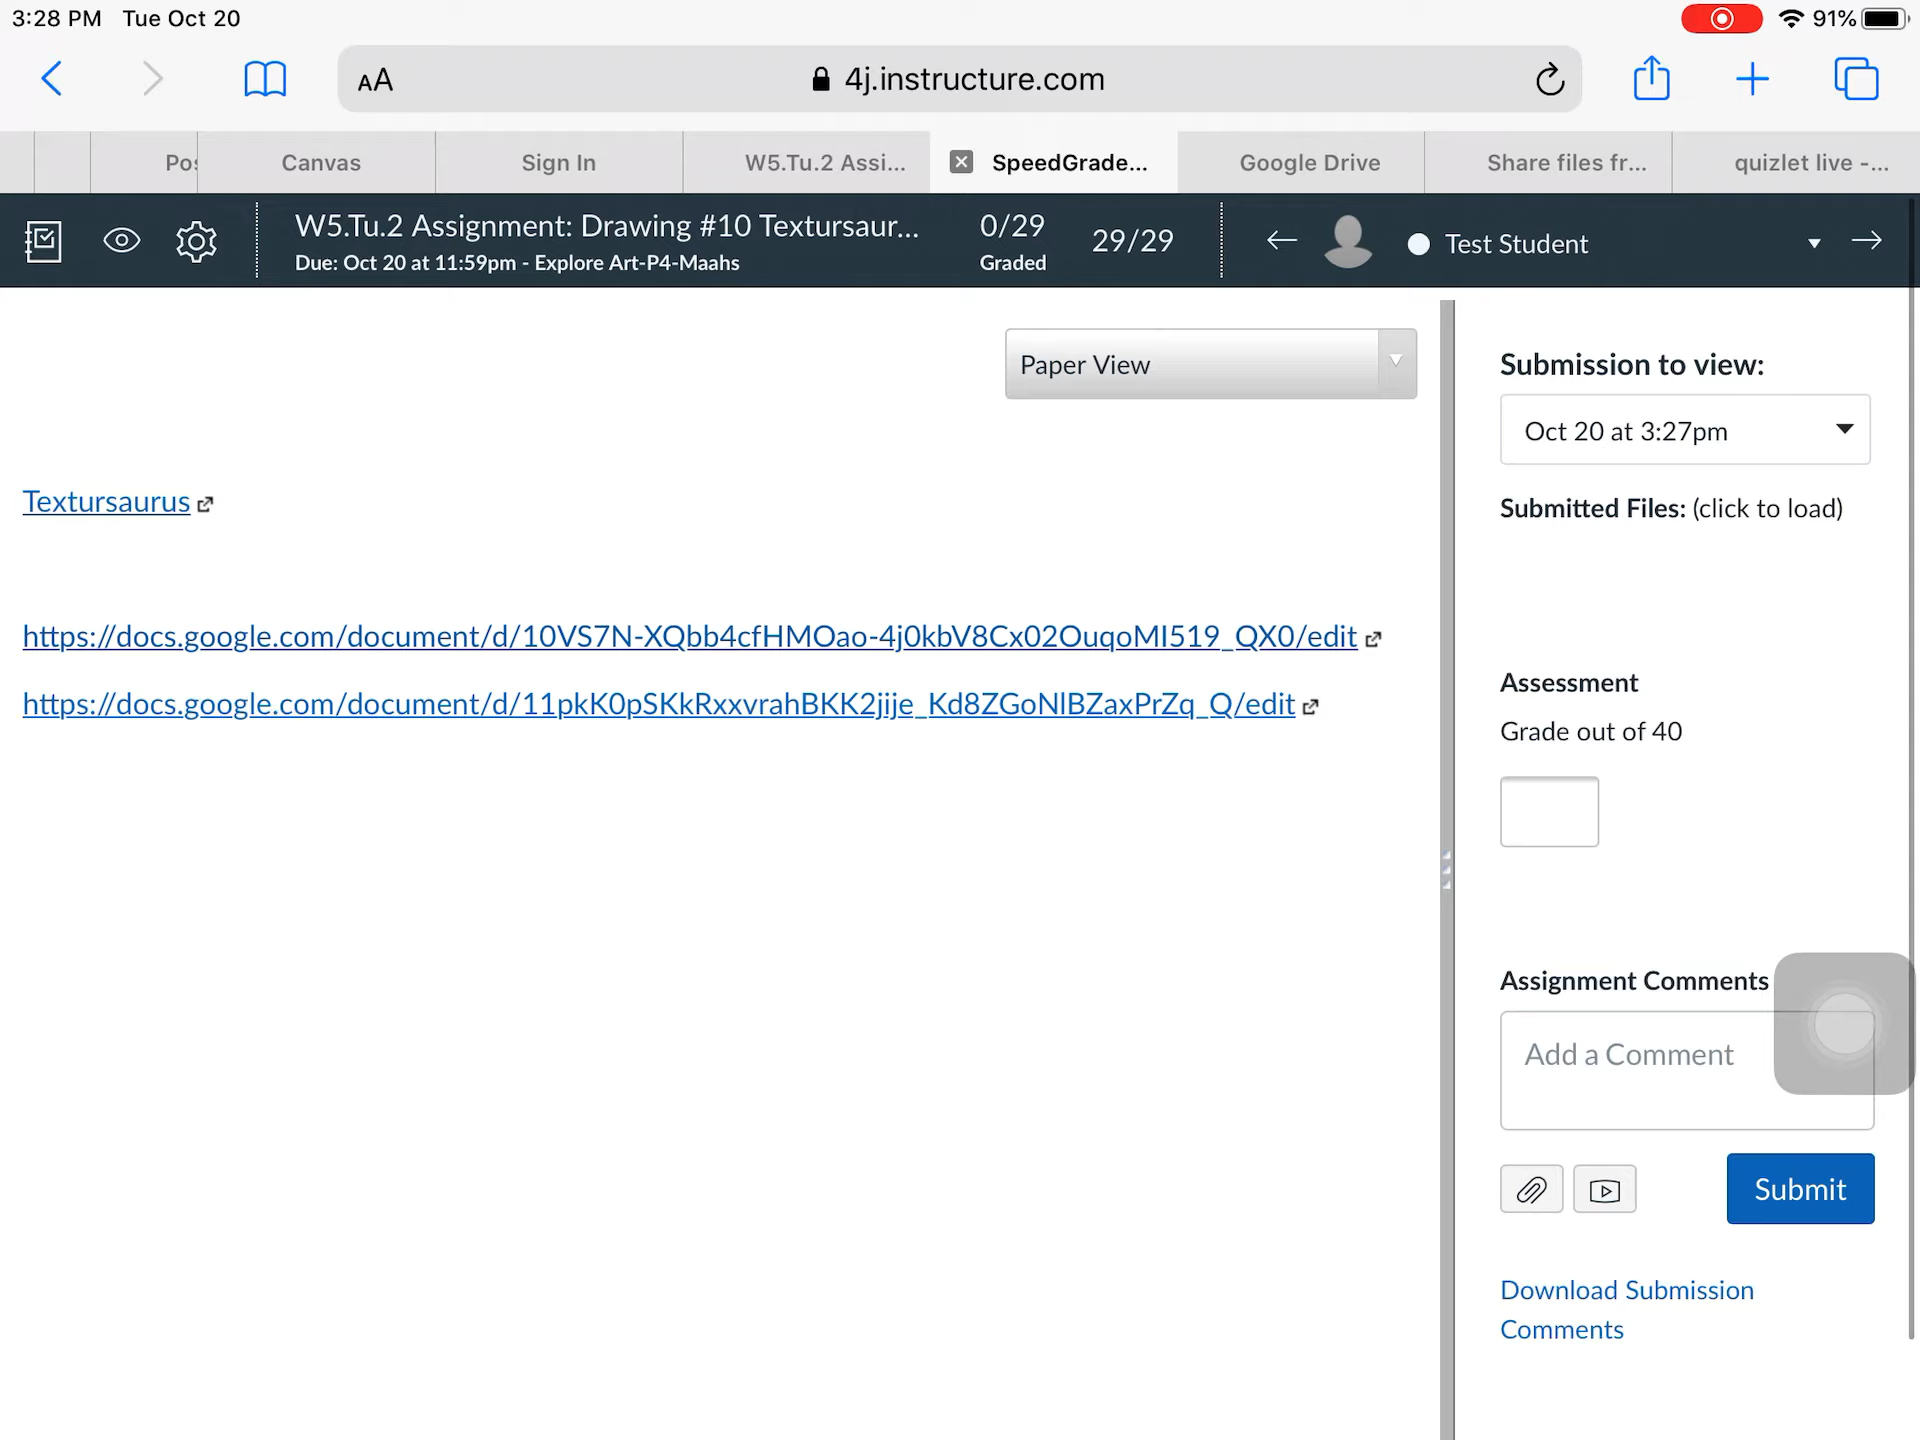 3:28 PM Tue Oct 20
91%
AA
4j.instructure.com
Pos
Canvas
Sign In
W5.Tu.2 Assi...
SpeedGrade...
Google Drive
Share files fr...
quizlet live -...
W5.Tu.2 Assignment: Drawing #10 Textursaur...
Due: Oct 20 at 11:59pm - Explore Art-P4-Maahs
0/29
Graded
29/29
Test Student
Paper View
Textursaurus
https://docs.google.com/document/d/10VS7N-XQbb4cfHMOao-4j0kbV8Cx02OuqoMI519_QX0/edit
https://docs.google.com/document/d/11pkK0pSKkRxxvrahBKK2jije_Kd8ZGoNlBZaxPrZq_Q/edit
Submission to view:
Oct 20 at 3:27pm
Submitted Files: (click to load)
Assessment
Grade out of 40
Assignment Comments
Add a Comment
Submit
Download Submission
Comments